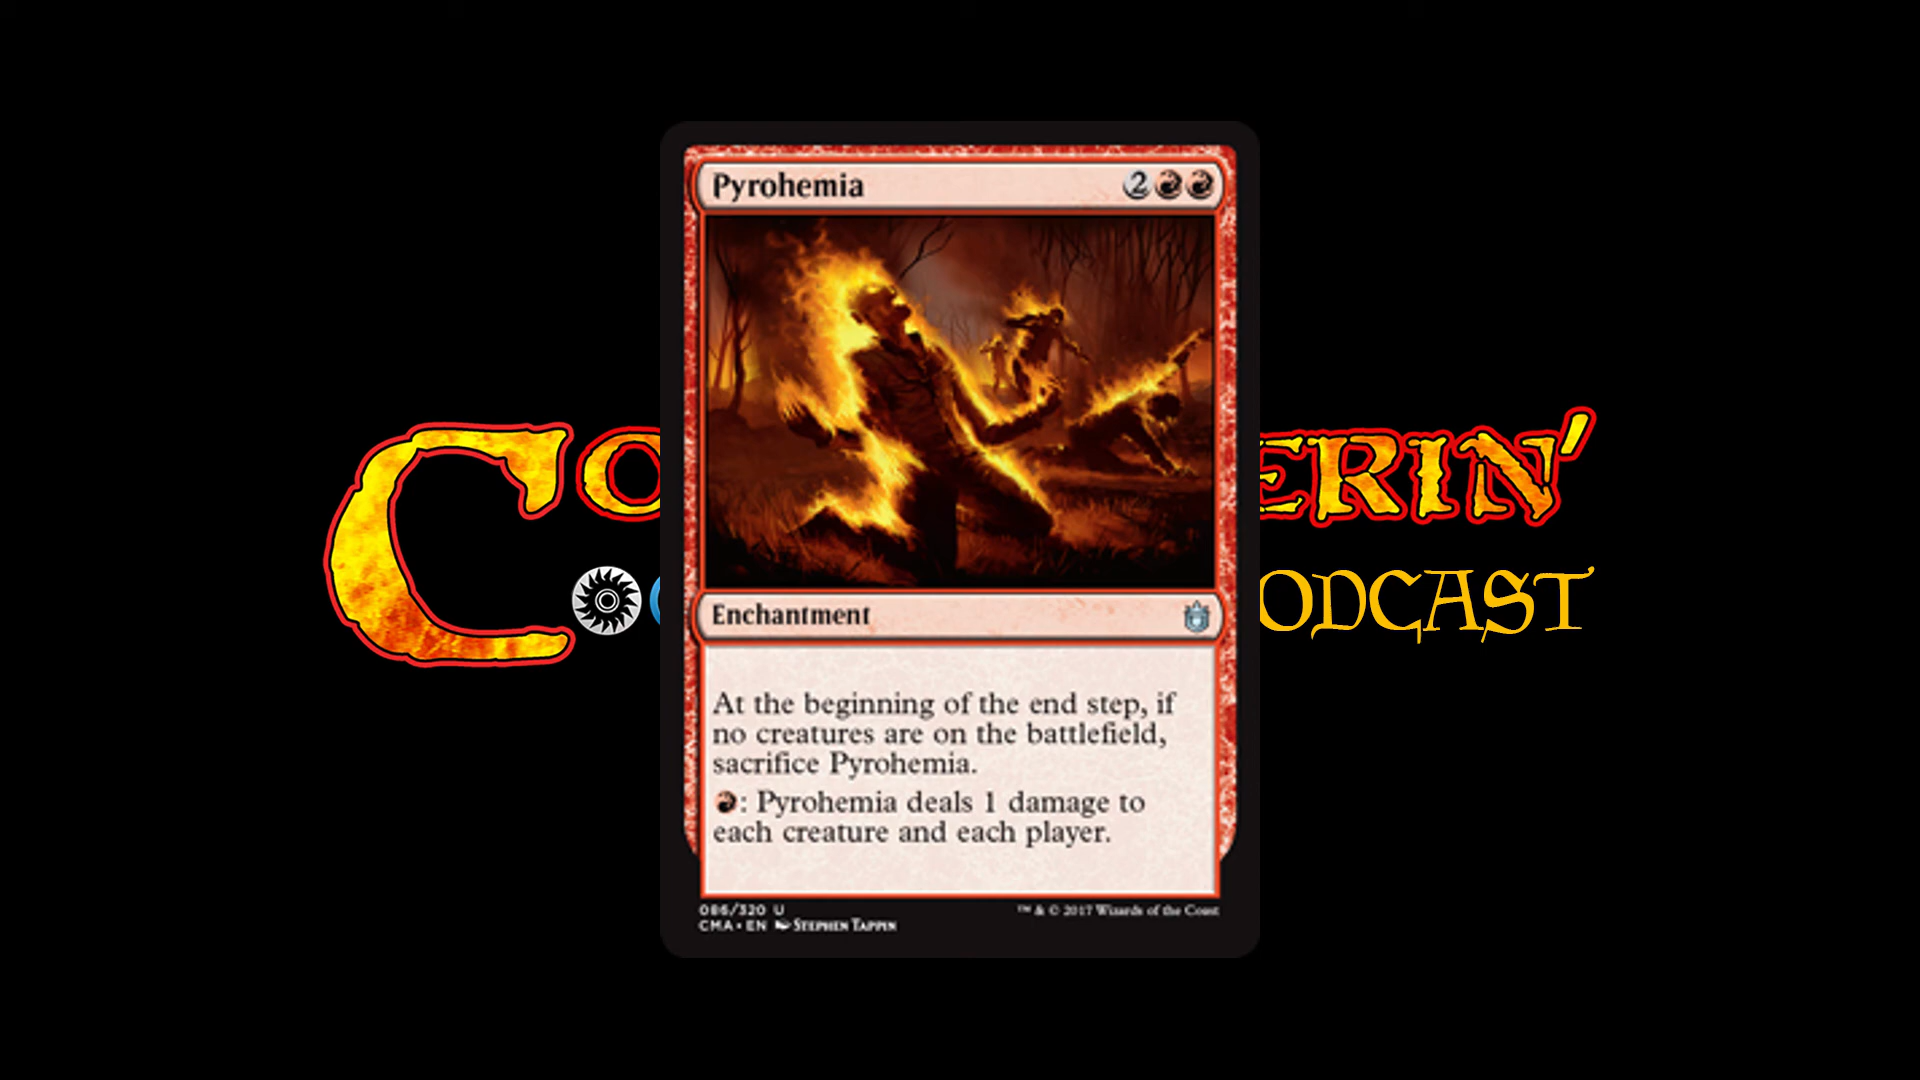 Pyrohemia 2
Co ERIN'
Enchantment
ODCAST
At the beginning of the end step, if
no creatures are on the battlefield,
sacrifice Pyrohemia.
: Pyrohemia deals 1 damage to
each creature and each player.
086/320 U
™ & © 2017 Wizards of the Coast
CMA • EN Stephen Tappin